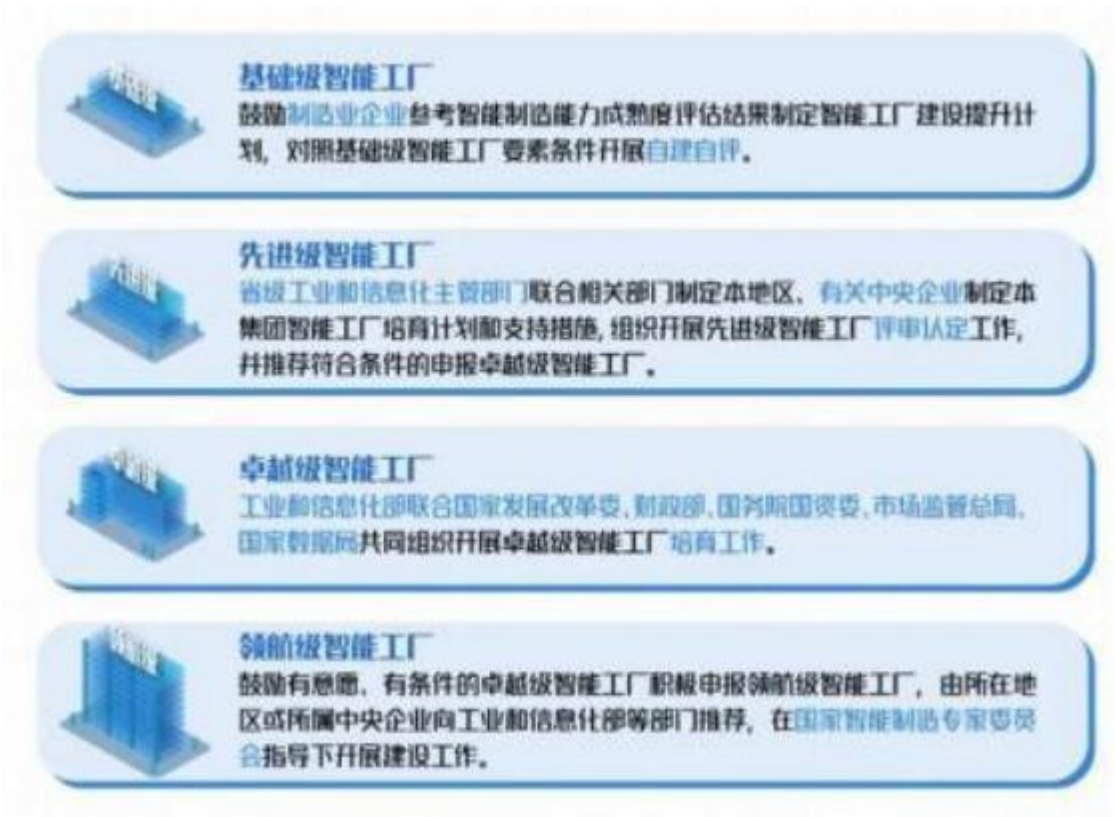 基础级智能工厂
鼓励制造业企业参考智能制造能力成熟度评估结果制定智能工厂建设提升计
划，对照基础级智能工厂要素条件开展自建自评。
先进级智能工厂
省级工业和信息化主管部门联合相关部门制定本地区、有关中央企业制定本
集团智能工厂培育计划和支持措施，组织开展先进级智能工厂评审认定工作，
并推荐符合条件的申报卓越级智能工厂。
卓越级智能工厂
工业和信息化部联合国家发展改革委、财政部、国务院国资委、市场监管总局、
国家数据局共同组织开展卓越级智能工厂培育工作。
领航级智能工厂
鼓励有意愿、有条件的卓越级智能工厂积极申报领航级智能工厂，由所在地
区或所属中央企业向工业和信息化部等部门推荐，在国家智能制造专家委员
会指导下开展建设工作。